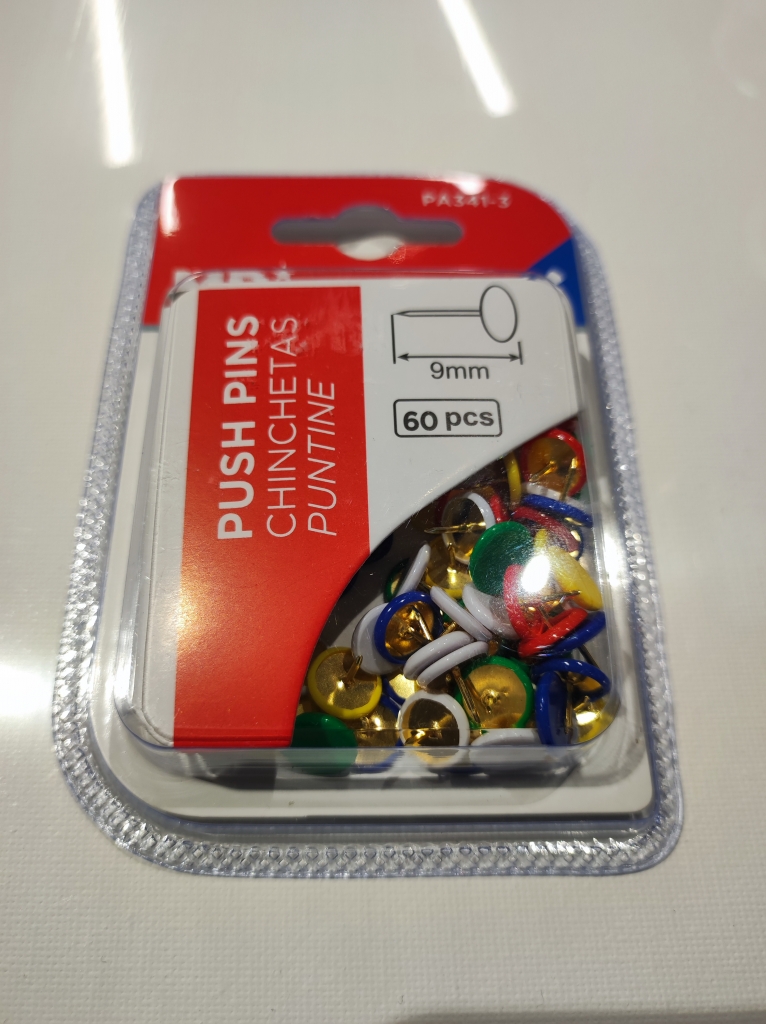 PA341-3
PUSH PINS
CHINCHETAS
PUNTINE
9mm
60 pcs